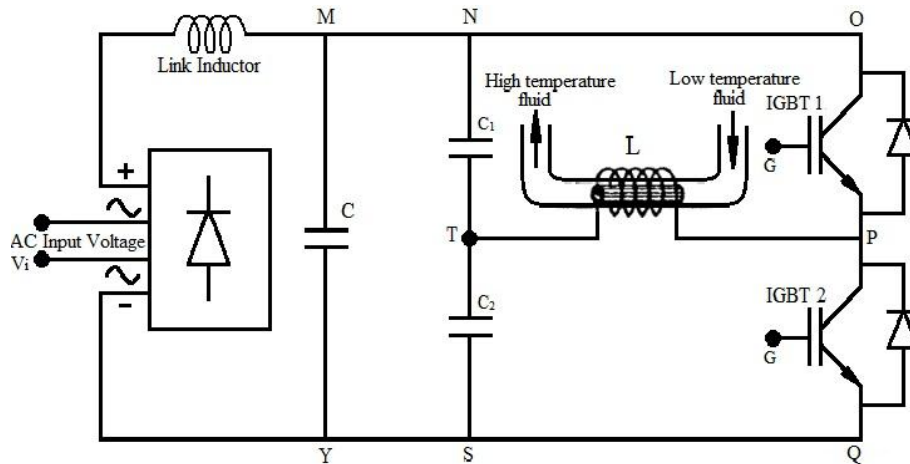 M
N
O
Link Inductor
High temperature
fluid
Low temperature
fluid
IGBT 1
C1
L
G
+
C
AC Input Voltage
Vi
T
P
-
C2
IGBT 2
G
Y
S
Q